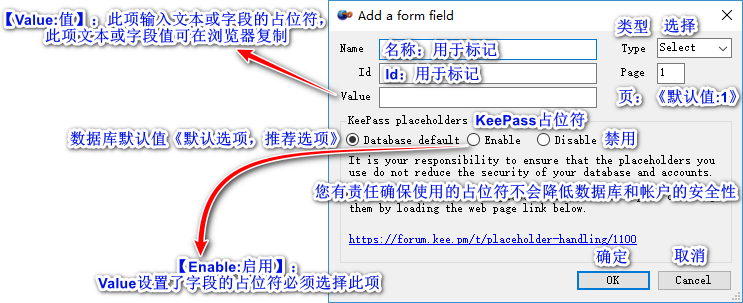 【Value:值】：此项输入文本或字段的占位符，
此项文本或字段值可在浏览器复制
Add a form field
类型 选择
Name 名称：用于标记 Type Select
Id Id：用于标记 Page 1
Value 页：《默认值:1》
KeePass placeholders KeePass占位符
数据库默认值《默认选项，推荐选项》 Database default Enable Disable 禁用
It is your responsibility to ensure that the placeholders you
use do not reduce the security of your database and accounts.
您有责任确保使用的占位符不会降低数据库和帐户的安全性
them by loading the web page link below.
https://forum.kee.pm/t/placeholder-handling/1100
【Enable:启用】：
Value设置了字段的占位符必须选择此项
确定 取消
OK Cancel